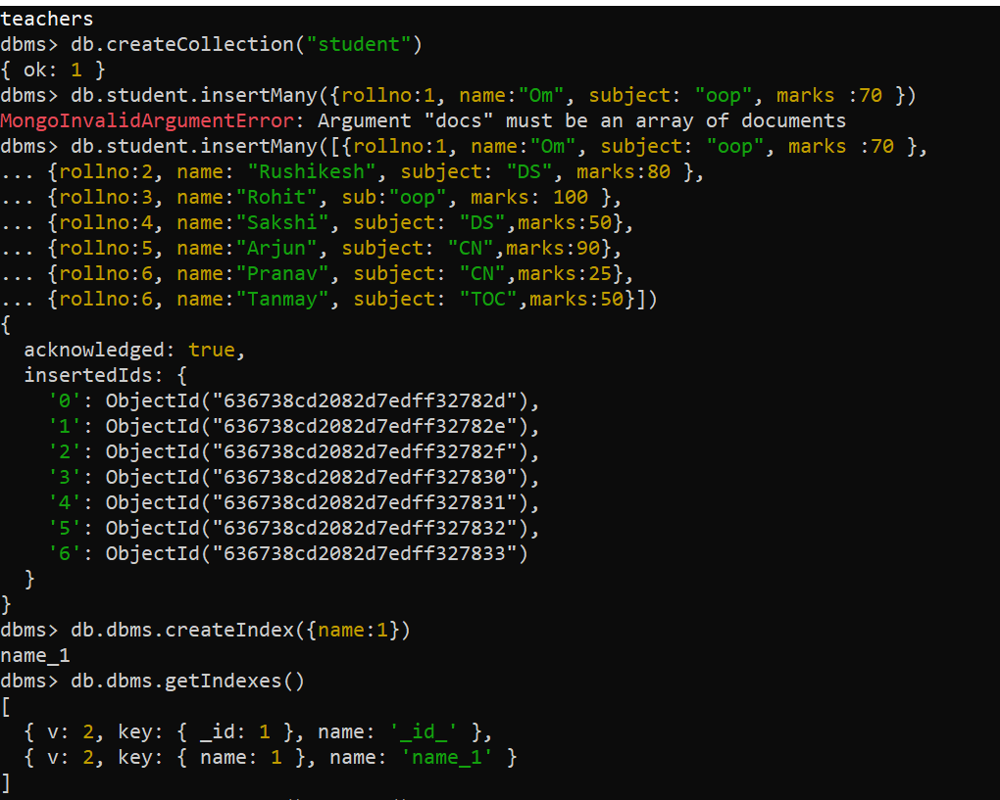 teachers
dbms> db.createCollection("student")
{ ok: 1 }
dbms> db.student.insertMany({rollno:1, name:"Om", subject: "oop", marks :70 })
MongoInvalidArgumentError: Argument "docs" must be an array of documents
dbms> db.student.insertMany([{rollno:1, name:"Om", subject: "oop", marks :70 },
... {rollno:2, name: "Rushikesh", subject: "DS", marks:80 },
... {rollno:3, name:"Rohit", sub:"oop", marks: 100 },
... {rollno:4, name:"Sakshi", subject: "DS",marks:50},
... {rollno:5, name:"Arjun", subject: "CN",marks:90},
... {rollno:6, name:"Pranav", subject: "CN",marks:25},
... {rollno:6, name:"Tanmay", subject: "TOC",marks:50}])
{
  acknowledged: true,
  insertedIds: {
    '0': ObjectId("636738cd2082d7edff32782d"),
    '1': ObjectId("636738cd2082d7edff32782e"),
    '2': ObjectId("636738cd2082d7edff32782f"),
    '3': ObjectId("636738cd2082d7edff327830"),
    '4': ObjectId("636738cd2082d7edff327831"),
    '5': ObjectId("636738cd2082d7edff327832"),
    '6': ObjectId("636738cd2082d7edff327833")
  }
}
dbms> db.dbms.createIndex({name:1})
name_1
dbms> db.dbms.getIndexes()
[
  { v: 2, key: { _id: 1 }, name: '_id_' },
  { v: 2, key: { name: 1 }, name: 'name_1' }
]